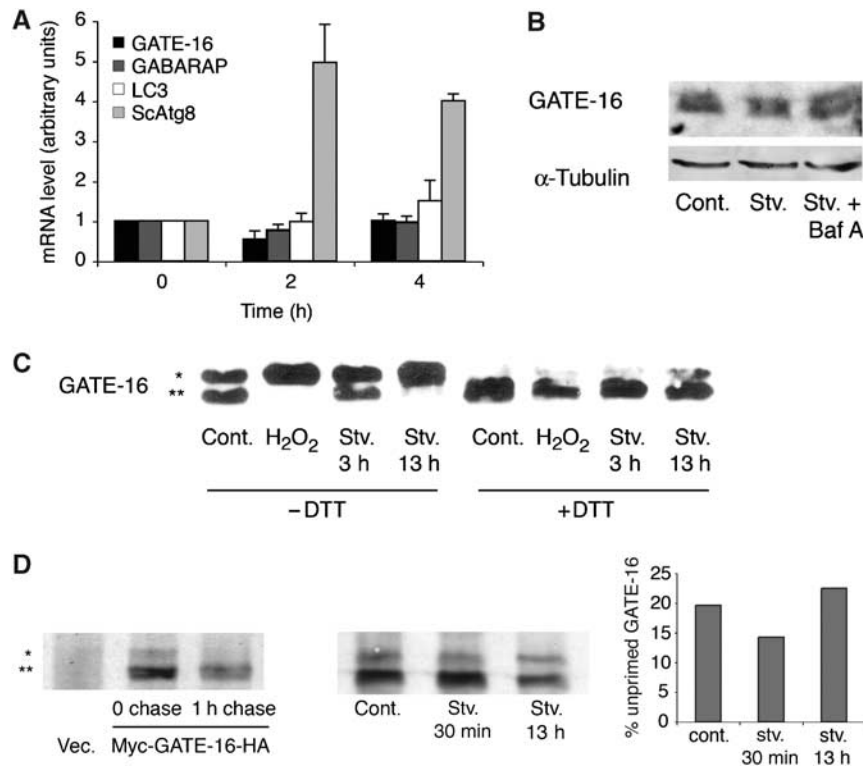 A
mRNA level (arbitrary units)
6
5
4
3
2
1
0
GATE-16
GABARAP
LC3
ScAtg8
0
2
4
Time (h)
B
GATE-16
α-Tubulin
Cont.
Stv.
Stv. +
Baf A
C
GATE-16
*
**
Cont.
H₂O₂
Stv.
3 h
Stv.
13 h
Cont.
H₂O₂
Stv.
3 h
Stv.
13 h
–DTT
+DTT
D
*
**
0 chase
1 h chase
Vec.
Myc-GATE-16-HA
Cont.
Stv.
30 min
Stv.
13 h
% unprimed GATE-16
25
20
15
10
5
0
cont.
stv.
30 min
stv.
13 h